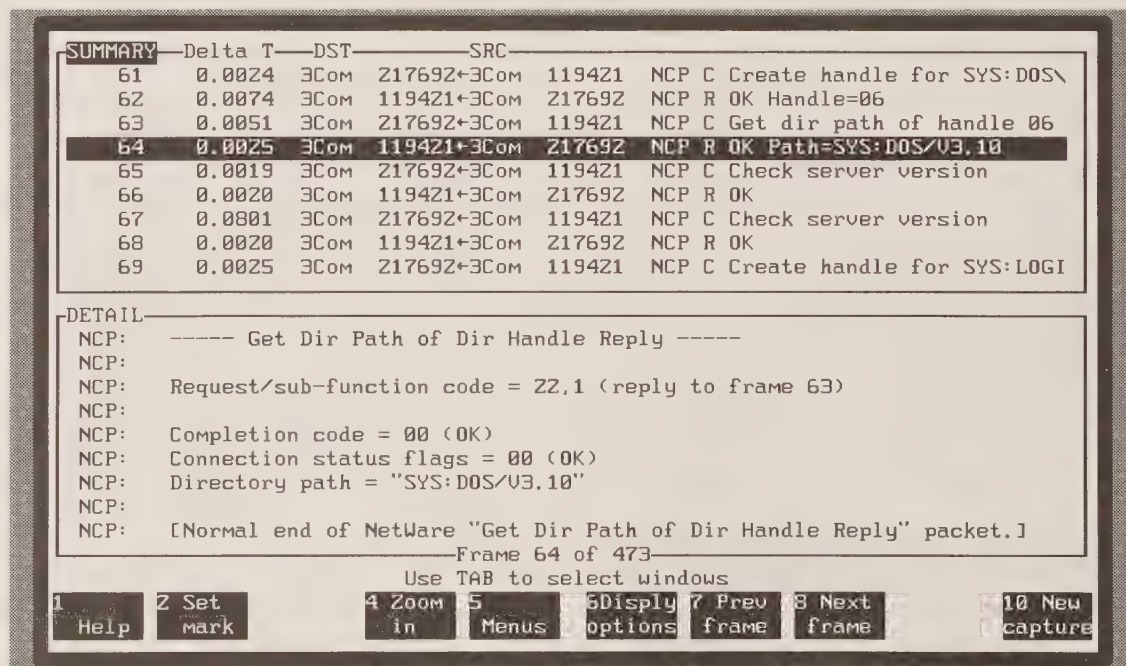 SUMMARY Delta T DST SRC
61 0.0024 3Com 217692←3Com 119421 NCP C Create handle for SYS:DOS\
62 0.0074 3Com 119421←3Com 217692 NCP R OK Handle=06
63 0.0051 3Com 217692←3Com 119421 NCP C Get dir path of handle 06
64 0.0025 3Com 119421←3Com 217692 NCP R OK Path=SYS:DOS/V3.10
65 0.0019 3Com 217692←3Com 119421 NCP C Check server version
66 0.0020 3Com 119421←3Com 217692 NCP R OK
67 0.0801 3Com 217692←3Com 119421 NCP C Check server version
68 0.0020 3Com 119421←3Com 217692 NCP R OK
69 0.0025 3Com 217692←3Com 119421 NCP C Create handle for SYS:LOGI
DETAIL
NCP: ----- Get Dir Path of Dir Handle Reply -----
NCP:
NCP: Request/sub-function code = 22,1 (reply to frame 63)
NCP:
NCP: Completion code = 00 (OK)
NCP: Connection status flags = 00 (OK)
NCP: Directory path = "SYS:DOS/V3.10"
NCP:
NCP: [Normal end of NetWare "Get Dir Path of Dir Handle Reply" packet.]
Frame 64 of 473
Use TAB to select windows
1 Help
2 Set mark
4 Zoom in
5 Menus
6Disply options
7 Prev frame
8 Next frame
10 New capture